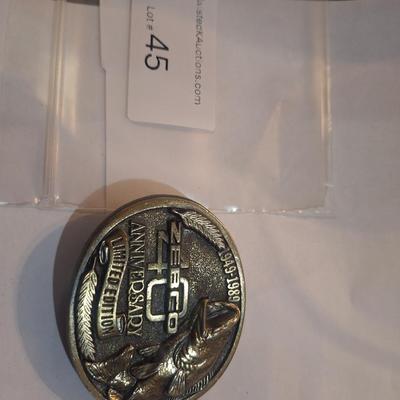 Lot # 45
1949-1989
ZEBCO
40
ANNIVERSARY
LIMITED EDITION